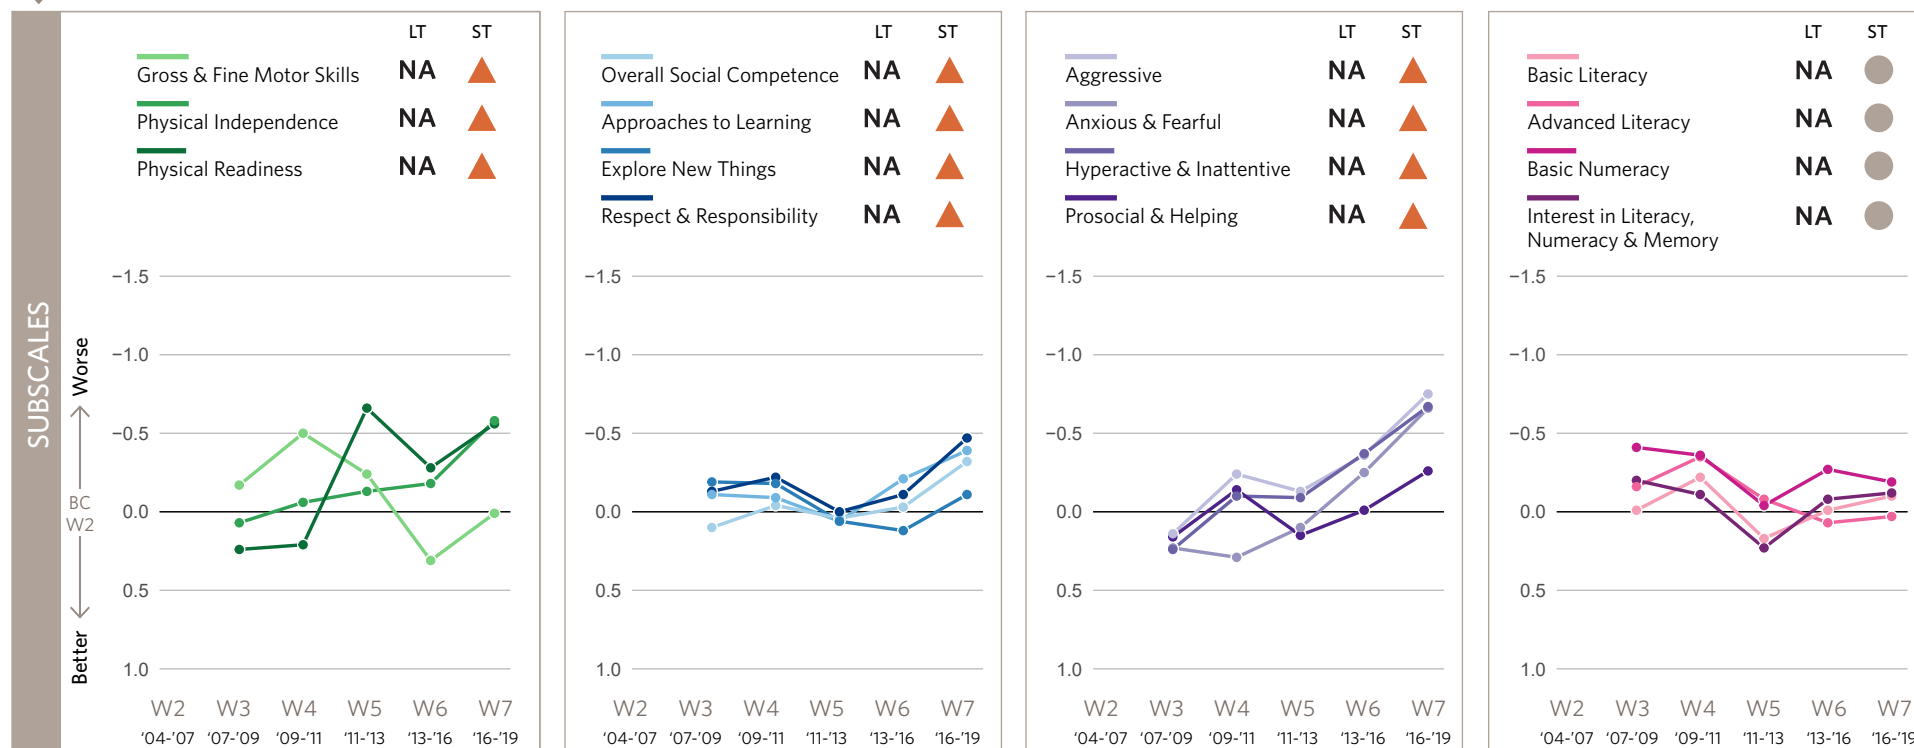 SUBSCALES
Worse
BC
W2
Better
LT ST
Gross & Fine Motor Skills NA
Physical Independence NA
Physical Readiness NA
−1.5
−1.0
−0.5
0.0
0.5
1.0
W2 W3 W4 W5 W6 W7
‘04-’07 ‘07-’09 ‘09-’11 ‘11-’13 ‘13-’16 ‘16-’19
LT ST
Overall Social Competence NA
Approaches to Learning NA
Explore New Things NA
Respect & Responsibility NA
−1.5
−1.0
−0.5
0.0
0.5
1.0
W2 W3 W4 W5 W6 W7
‘04-’07 ‘07-’09 ‘09-’11 ‘11-’13 ‘13-’16 ‘16-’19
LT ST
Aggressive NA
Anxious & Fearful NA
Hyperactive & Inattentive NA
Prosocial & Helping NA
−1.5
−1.0
−0.5
0.0
0.5
1.0
W2 W3 W4 W5 W6 W7
‘04-’07 ‘07-’09 ‘09-’11 ‘11-’13 ‘13-’16 ‘16-’19
LT ST
Basic Literacy NA
Advanced Literacy NA
Basic Numeracy NA
Interest in Literacy, NA
Numeracy & Memory
−1.5
−1.0
−0.5
0.0
0.5
1.0
W2 W3 W4 W5 W6 W7
‘04-’07 ‘07-’09 ‘09-’11 ‘11-’13 ‘13-’16 ‘16-’19